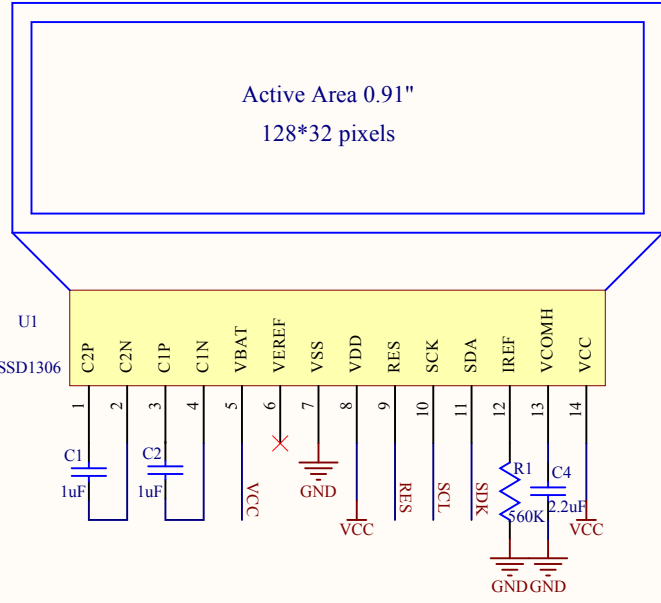 Active Area 0.91"
128*32 pixels
U1
SSD1306
C2P
C2N
C1P
C1N
VBAT
VEREF
VSS
VDD
RES
SCK
SDA
IREF
VCOMH
VCC
1
2
3
4
5
6
7
8
9
10
11
12
13
14
C1
1uF
C2
1uF
VCC
GND
VCC
RES
SCL
SDK
R1
560K
C4
2.2uF
VCC
GND
GND